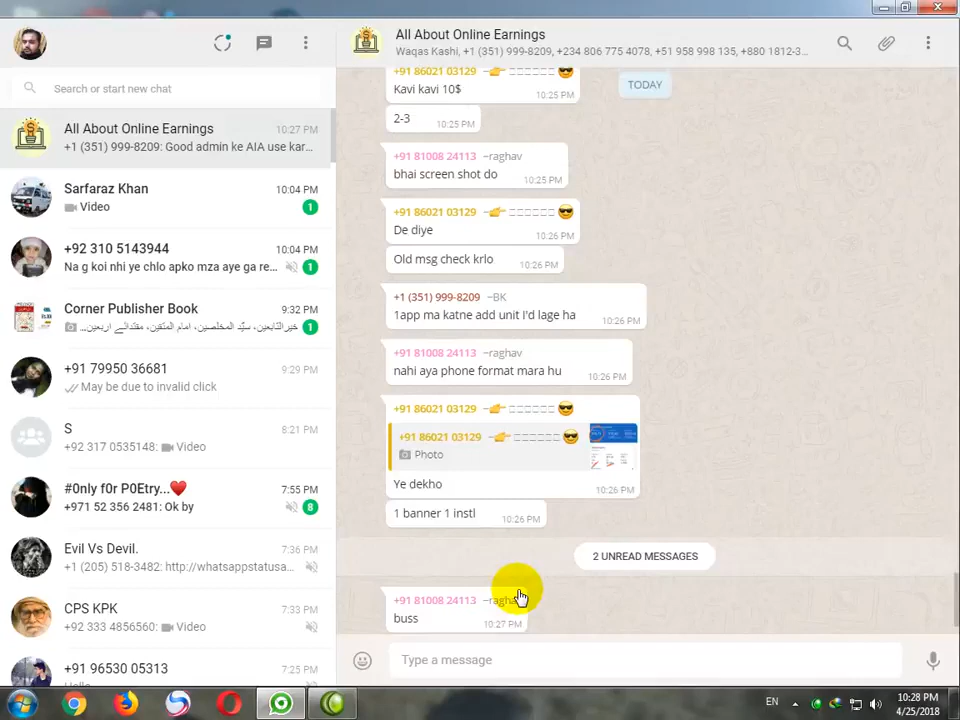 All About Online Earnings
Waqas Kashi, +1 (351) 999-8209, +234 806 775 4078, +51 958 998 135, +880 1812-3...
Search or start new chat
All About Online Earnings 10:27 PM
+1 (351) 999-8209: Good admin ke AIA use kar...
Sarfaraz Khan 10:04 PM
Video 1
+92 310 5143944 10:04 PM
Na g koi nhi ye chlo apko mza aye ga re... 1
Corner Publisher Book 9:32 PM
خیرالتابعین، سیّد المخلصین، امام المتقین، مقتدائے اربعین... 1
+91 79950 36681 9:29 PM
May be due to invalid click
S 8:21 PM
+92 317 0535148: Video
#0nly f0r P0Etry...❤️ 7:55 PM
+971 52 356 2481: Ok by 8
Evil Vs Devil. 7:36 PM
+1 (205) 518-3482: http://whatsappstatusa...
CPS KPK 7:33 PM
+92 333 4856560: Video
+91 96530 05313 7:25 PM
TODAY
+91 86021 03129 ~👉 □□□□□□ 😎
Kavi kavi 10$ 10:25 PM
2-3 10:25 PM
+91 81008 24113 ~raghav
bhai screen shot do 10:25 PM
+91 86021 03129 ~👉 □□□□□□ 😎
De diye 10:26 PM
Old msg check krlo 10:26 PM
+1 (351) 999-8209 ~BK
1app ma katne add unit I'd lage ha 10:26 PM
+91 81008 24113 ~raghav
nahi aya phone format mara hu 10:26 PM
+91 86021 03129 ~👉 □□□□□□ 😎
+91 86021 03129 ~👉 □□□□□□ 😎
Photo
Ye dekho 10:26 PM
1 banner 1 instl 10:26 PM
2 UNREAD MESSAGES
+91 81008 24113 ~raghav
buss 10:27 PM
Type a message
EN
10:28 PM
4/25/2018